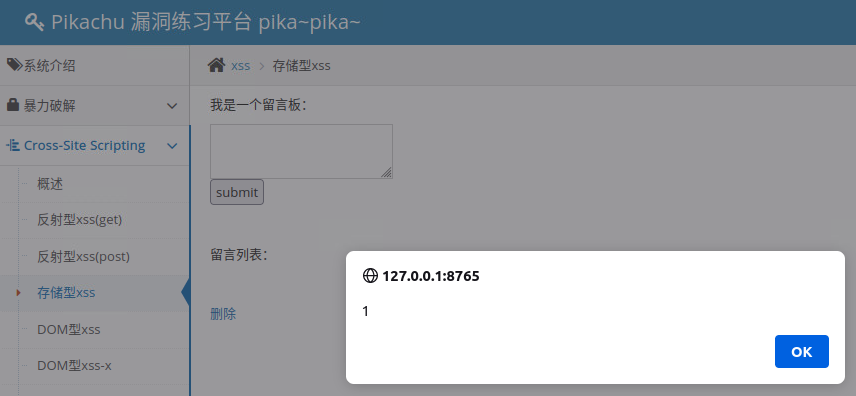 Pikachu 漏洞练习平台 pika~pika~
系统介绍
暴力破解
Cross-Site Scripting
概述
反射型xss(get)
反射型xss(post)
存储型xss
DOM型xss
DOM型xss-x
xss > 存储型xss
我是一个留言板：
submit
留言列表：
删除
127.0.0.1:8765
1
OK